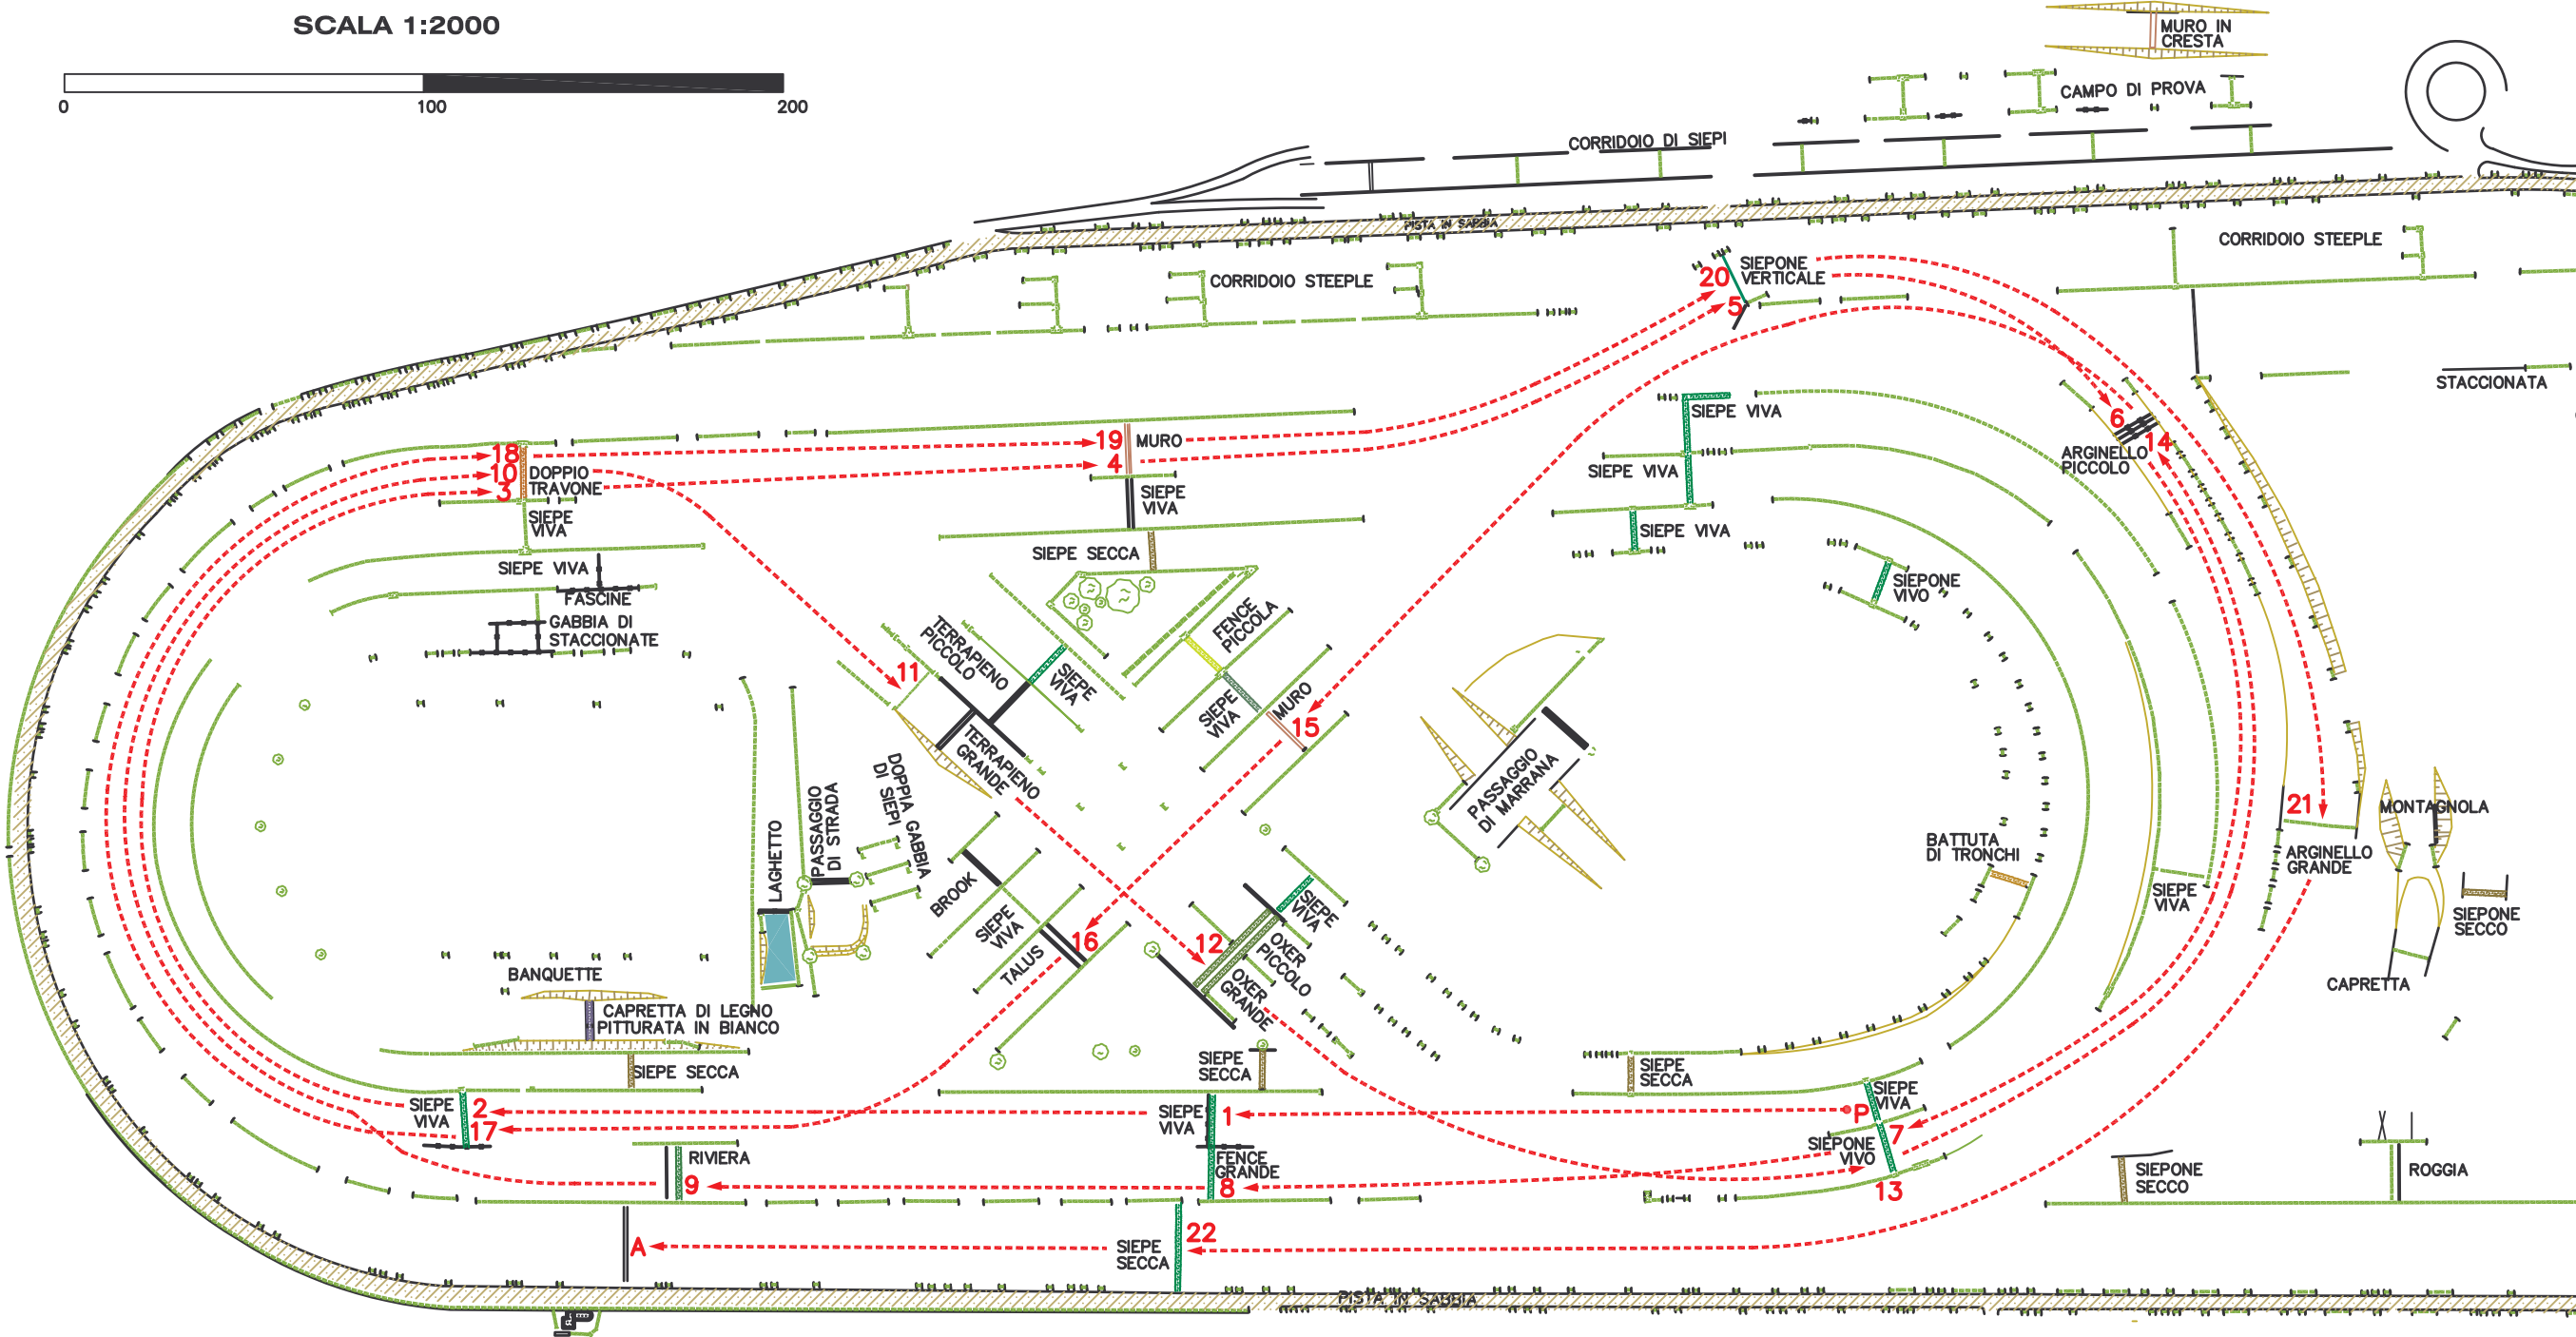 SCALA 1:2000
0
100
200
MURO IN
CRESTA
CAMPO DI PROVA
CORRIDOIO DI SIEPI
PISTA IN SABBIA
CORRIDOIO STEEPLE
CORRIDOIO STEEPLE
SIEPONE
VERTICALE
20
5
STACCIONATA
SIEPE VIVA
SIEPE VIVA
SIEPE VIVA
6
14
ARGINELLO
PICCOLO
18
10
3
DOPPIO
TRAVONE
SIEPE
VIVA
19
4
MURO
SIEPE
VIVA
SIEPE SECCA
SIEPE VIVA
FASCINE
GABBIA DI
STACCIONATE
SIEPONE
VIVO
11
TERRAPIENO
PICCOLO
SIEPE
VIVA
FENCE
PICCOLA
SIEPE
VIVA
MURO
15
TERRAPIENO
GRANDE
PASSAGGIO
DI MARRANA
DOPPIA GABBIA
DI SIEPI
PASSAGGIO
DI STRADA
LAGHETTO
BROOK
SIEPE
VIVA
TALUS
16
12
SIEPE
VIVA
OXER
PICCOLO
OXER
GRANDE
BATTUTA
DI TRONCHI
SIEPE
VIVA
21
ARGINELLO
GRANDE
MONTAGNOLA
SIEPONE
SECCO
CAPRETTA
BANQUETTE
CAPRETTA DI LEGNO
PITTURATA IN BIANCO
SIEPE SECCA
SIEPE
SECCA
SIEPE
SECCA
SIEPE
VIVA
2
17
SIEPE
VIVA
1
P
SIEPE
VIVA
7
SIEPONE
VIVO
13
RIVIERA
9
FENCE
GRANDE
8
SIEPONE
SECCO
ROGGIA
A
SIEPE
SECCA
22
PISTA IN SABBIA